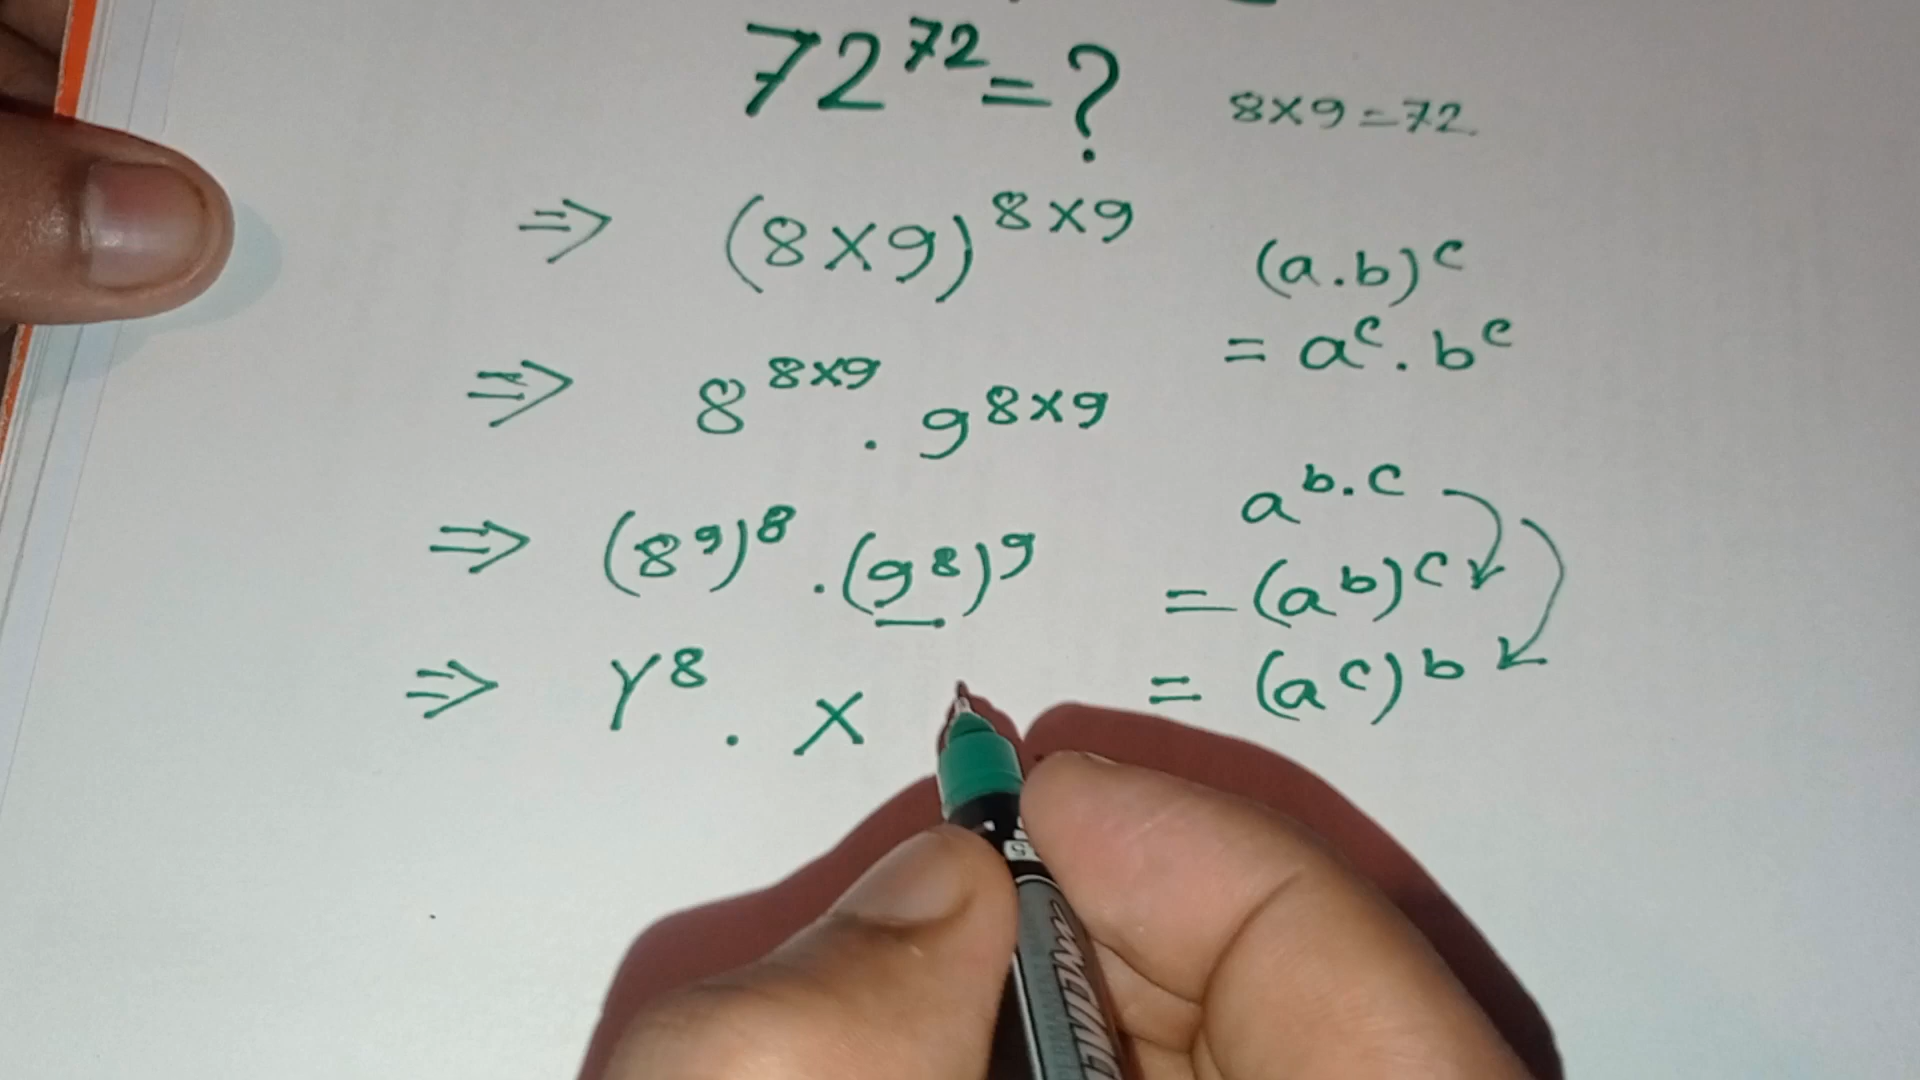 72^72 = ?
8×9=72
⇒ (8×9)^8×9
(a.b)^c
= a^c . b^c
⇒ 8^8×9 . 9^8×9
a^b.c
⇒ (8^9)^8 . (9^8)^9
= (a^b)^c
⇒ Y^8 . X
= (a^c)^b